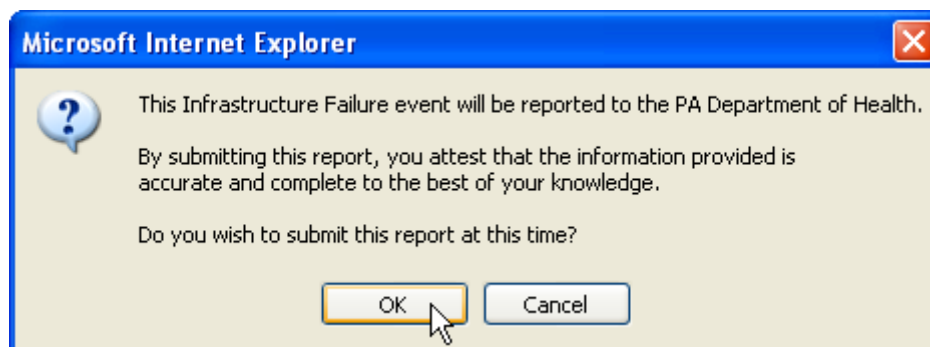 Microsoft Internet Explorer
This Infrastructure Failure event will be reported to the PA Department of Health.
By submitting this report, you attest that the information provided is
accurate and complete to the best of your knowledge.
Do you wish to submit this report at this time?
OK Cancel